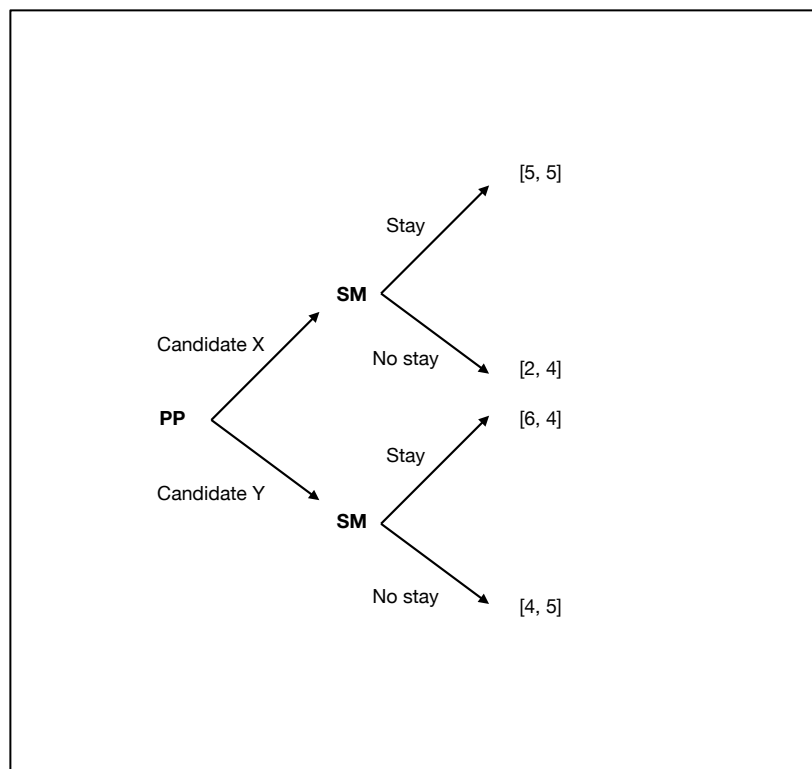 [5, 5]
Stay
SM
Candidate X
No stay
[2, 4]
PP
[6, 4]
Stay
Candidate Y
SM
No stay
[4, 5]